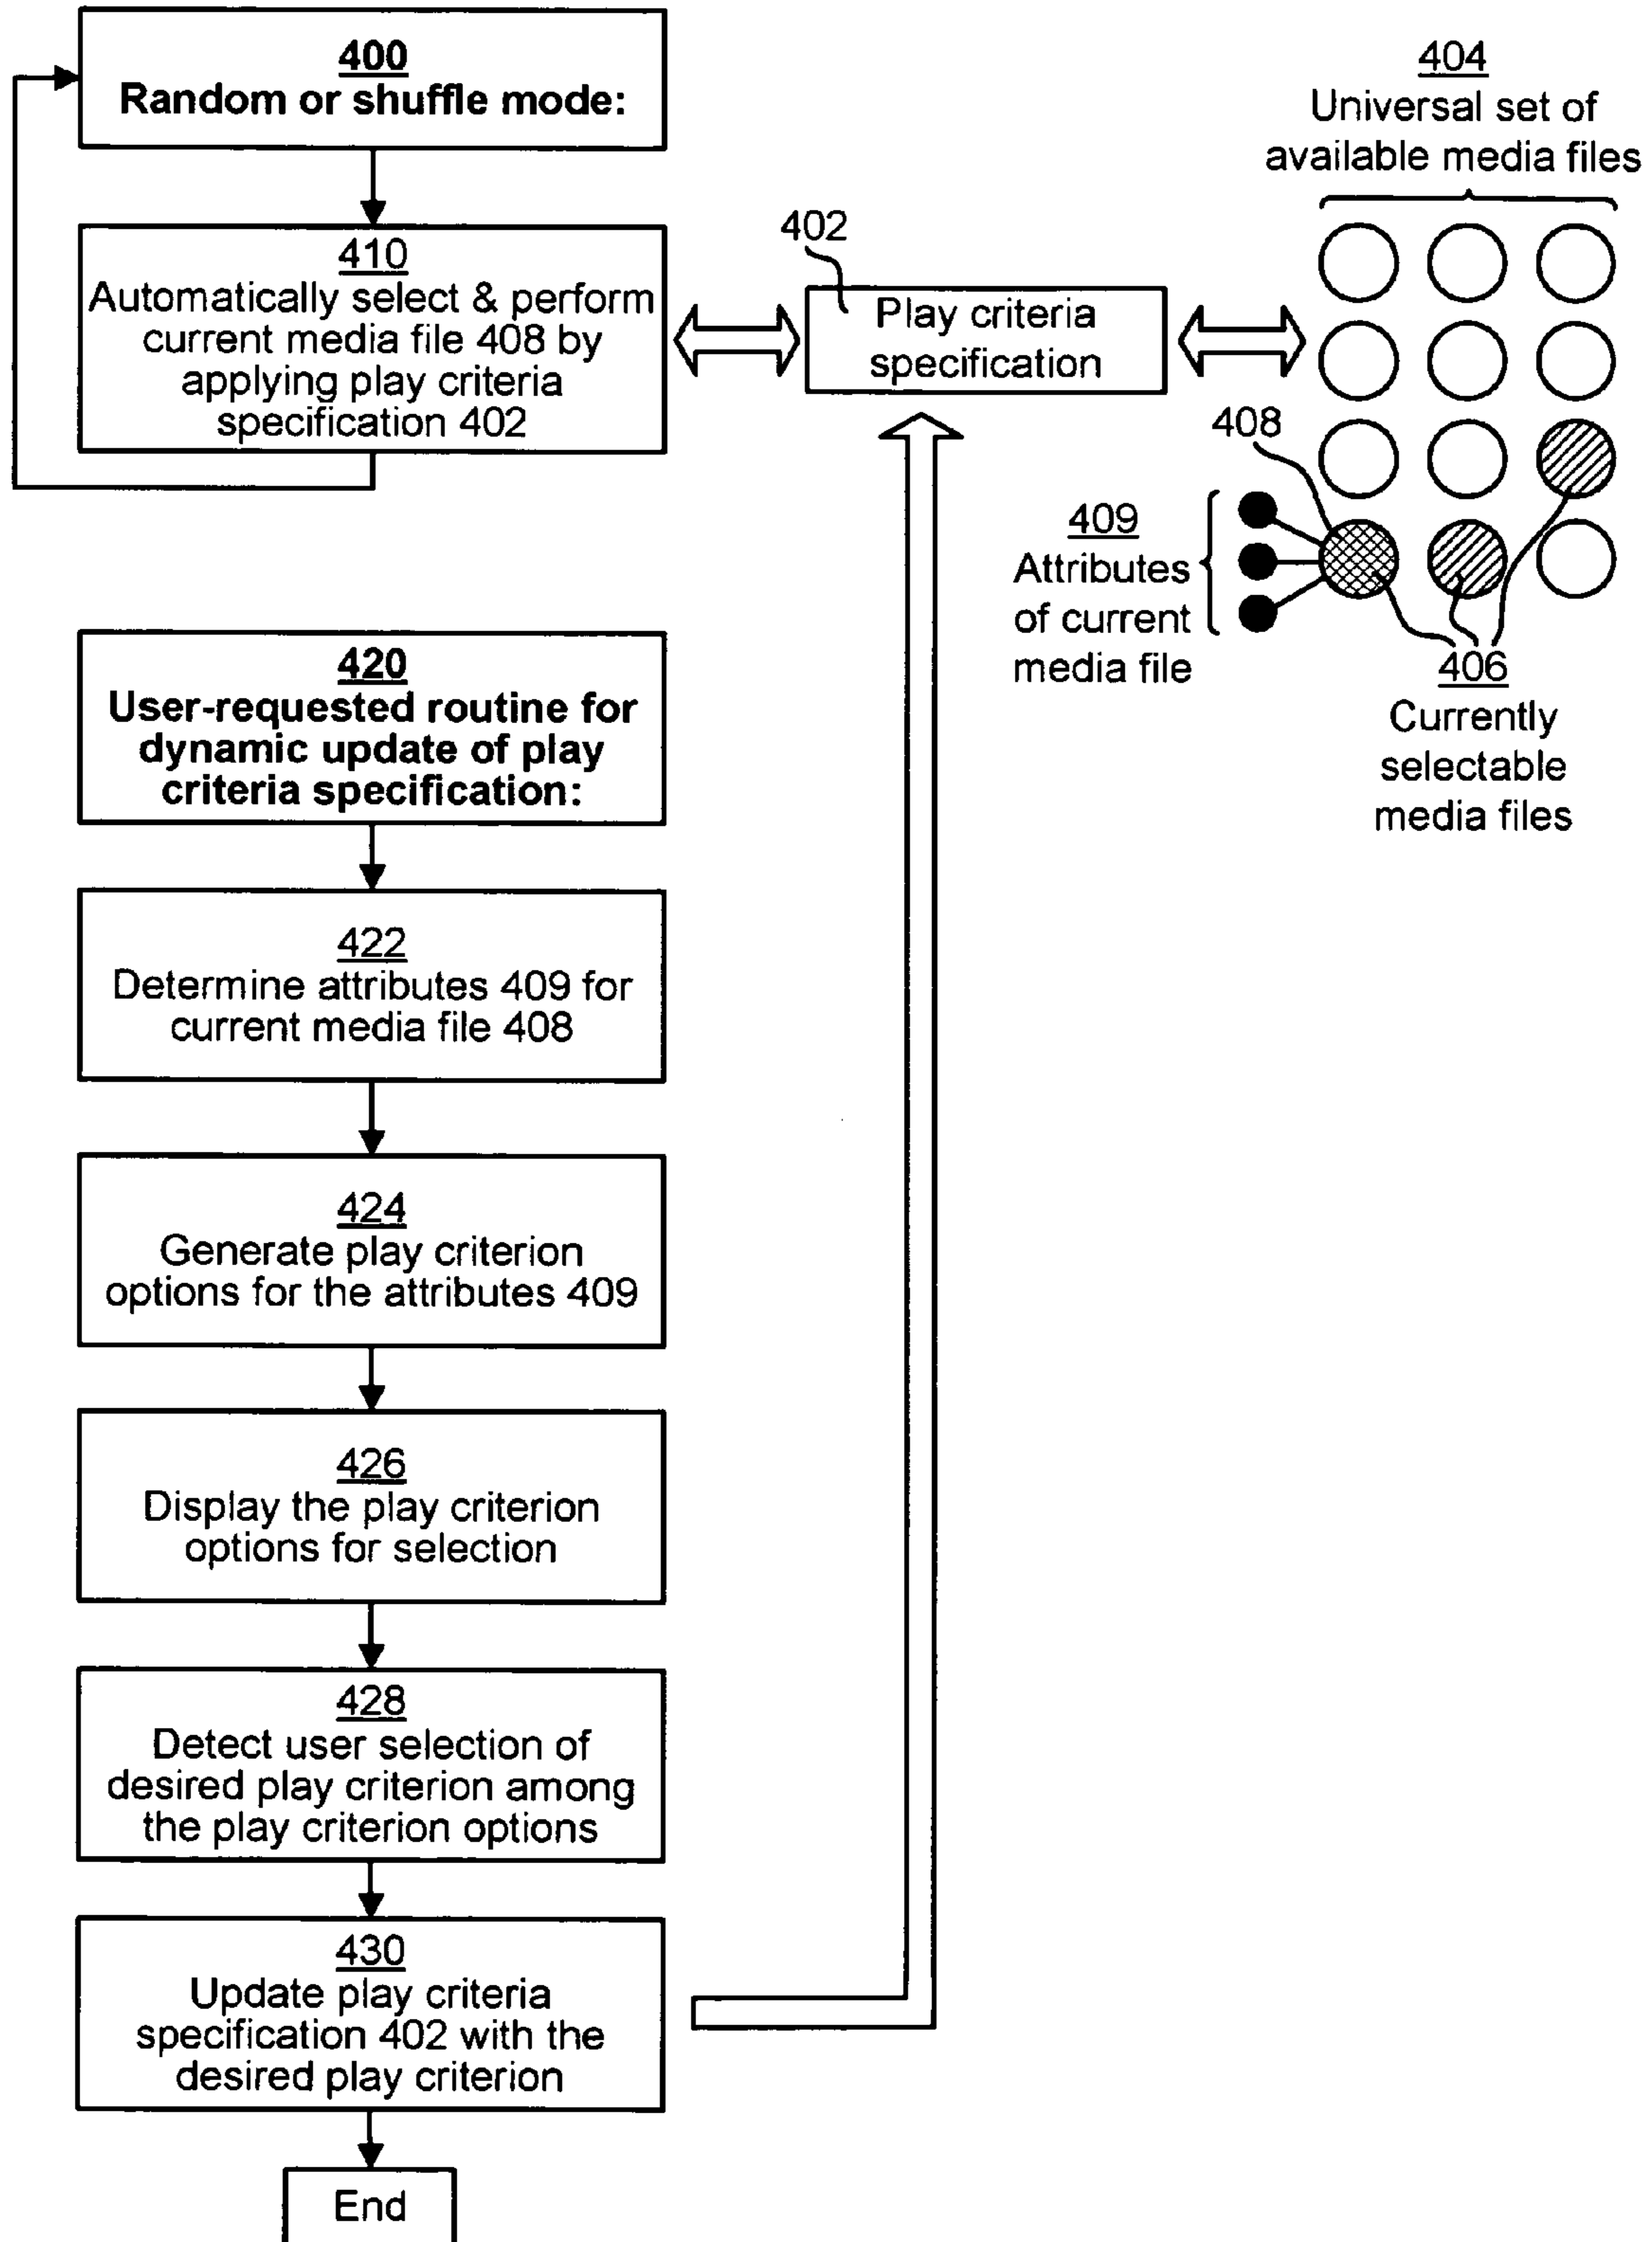 400
Random or shuffle mode:
410
Automatically select & perform
current media file 408 by
applying play criteria
specification 402
402
Play criteria
specification
404
Universal set of
available media files
408
409
Attributes
of current
media file
406
Currently
selectable
media files
420
User-requested routine for
dynamic update of play
criteria specification:
422
Determine attributes 409 for
current media file 408
424
Generate play criterion
options for the attributes 409
426
Display the play criterion
options for selection
428
Detect user selection of
desired play criterion among
the play criterion options
430
Update play criteria
specification 402 with the
desired play criterion
End